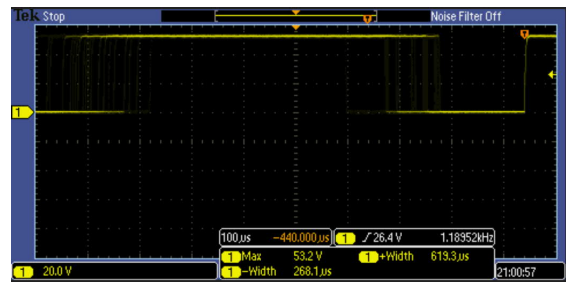 Tek Stop
Noise Filter Off
T
T
1
100µs -440.000µs 1 26.4 V 1.18952kHz
1 Max 53.2 V 1 +Width 619.3µs
1 -Width 268.1µs
1 20.0 V
21:00:57